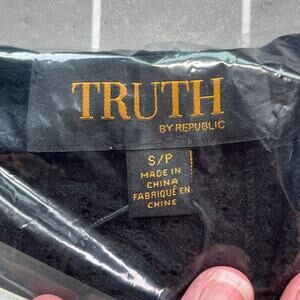 TRUTH
BY REPUBLIC
S/P
MADE IN
CHINA
FABRIQUÉ EN
CHINE